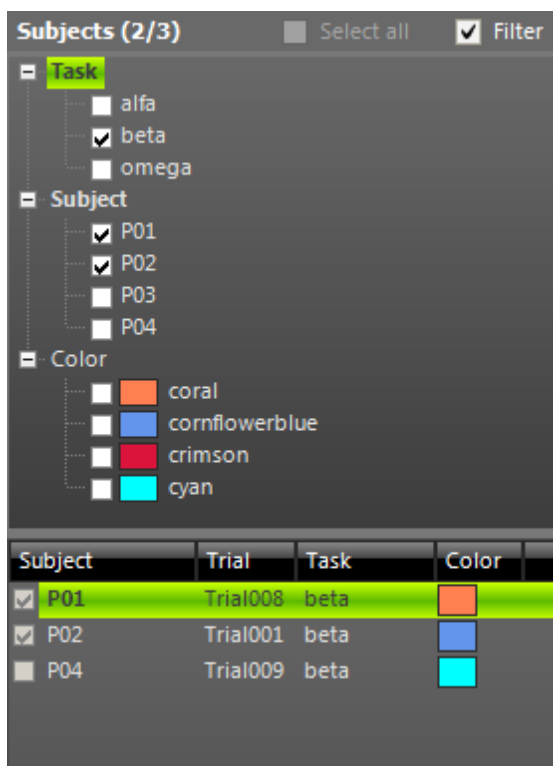 Subjects (2/3) Select all Filter
Task
alfa
beta
omega
Subject
P01
P02
P03
P04
Color
coral
cornflowerblue
crimson
cyan
Subject Trial Task Color
P01 Trial008 beta
P02 Trial001 beta
P04 Trial009 beta